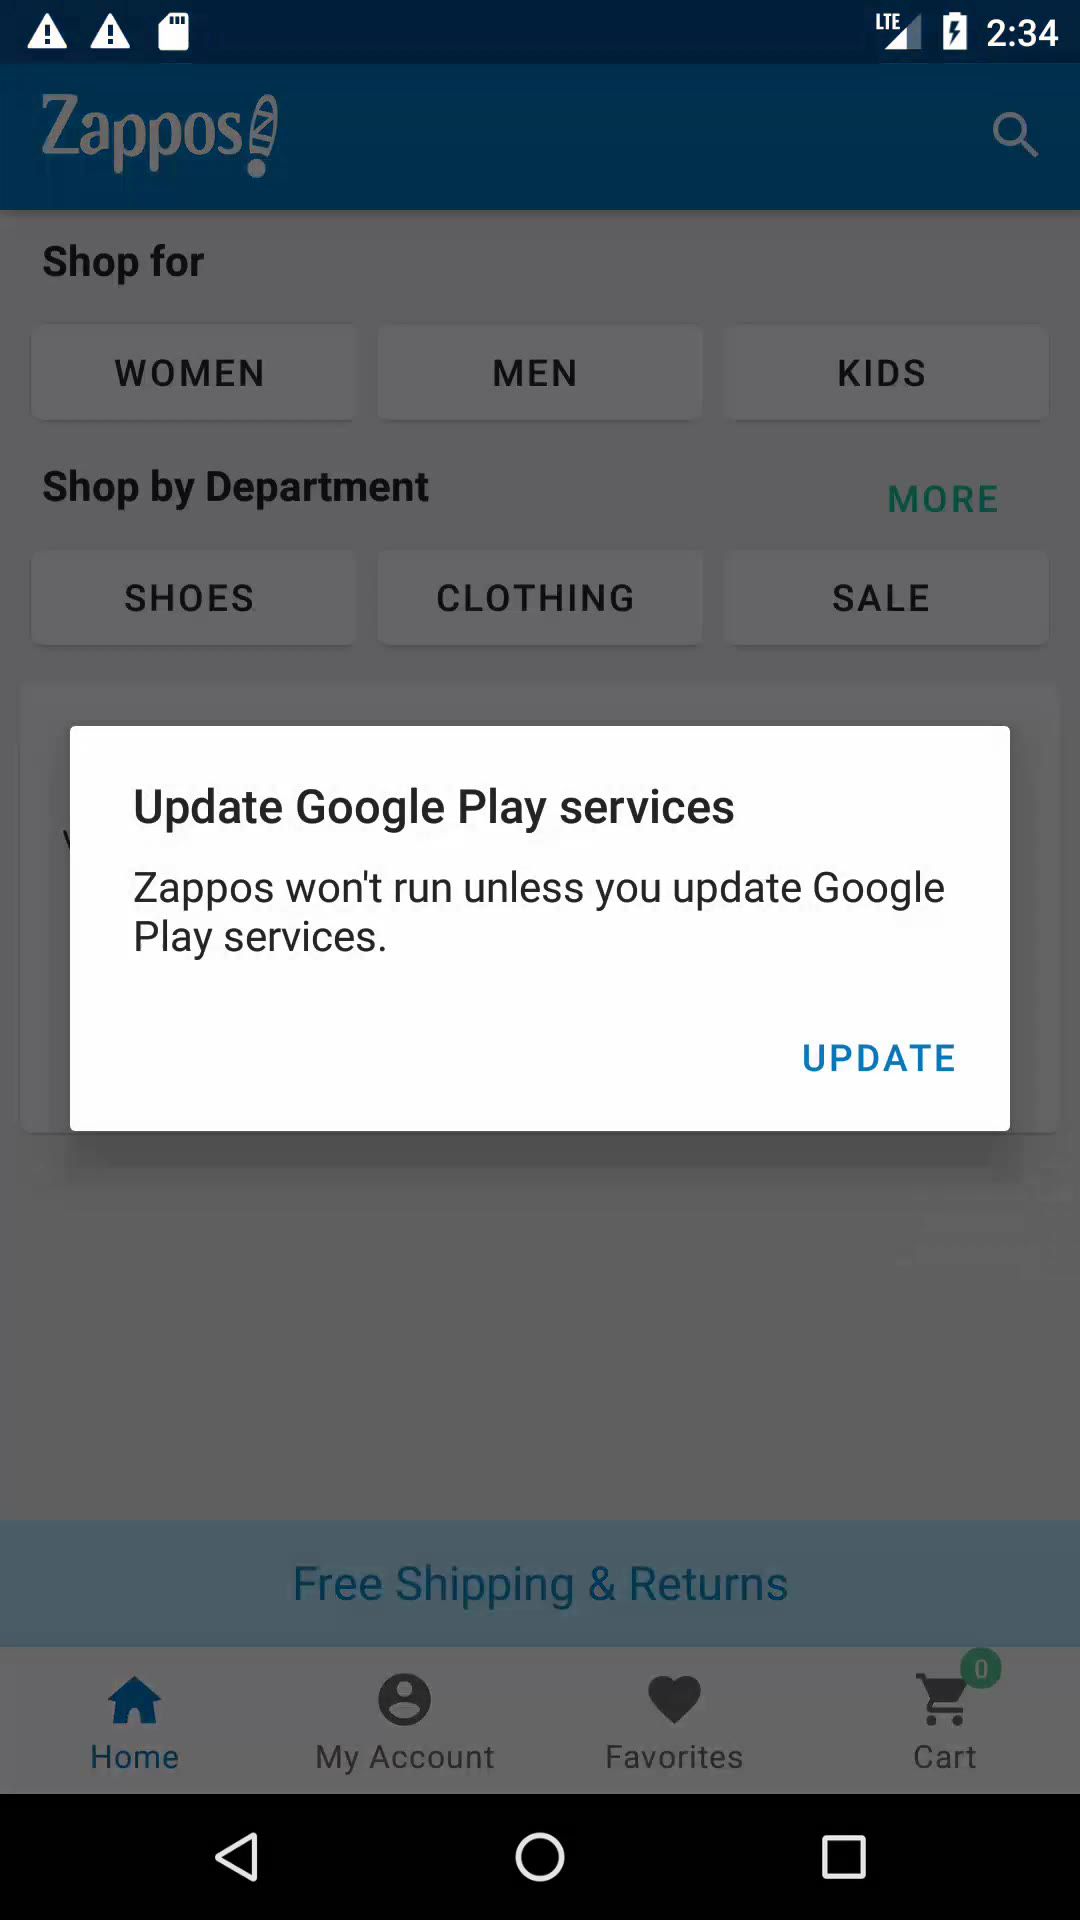 LTE 2:34
Zappos
Shop for
WOMEN MEN KIDS
Shop by Department MORE
SHOES CLOTHING SALE
Update Google Play services
Zappos won't run unless you update Google
Play services.
UPDATE
Free Shipping & Returns
0
Home My Account Favorites Cart